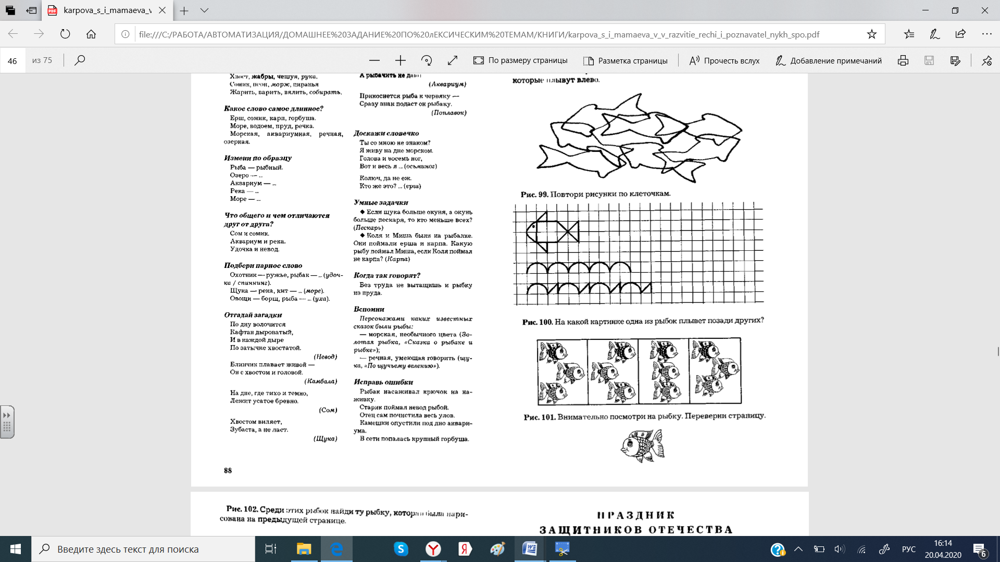 karpova_s_i_mamaeva_v
file:///C:/РАБОТА/АВТОМАТИЗАЦИЯ/ДОМАШНЕЕ%20ЗАДАНИЕ%20ПО%20лЕКСИЧЕСКИМ%20ТЕМАМ/КНИГИ/karpova_s_i_mamaeva_v_v_razvitie_rechi_i_poznavatel_nykh_spo.pdf
46 из 75 По размеру страницы Разметка страницы Прочесть вслух Добавление примечаний
Хвост, жабры, чешуя, рука.
Сомик, неон, морж, пиранья
Жарить, варить, вялить, собирать.
Какое слово самое длинное?
Ерш, сомик, карп, горбуша.
Море, водоем, пруд, речка.
Морская, аквариумная, речная,
озерная.
Измени по образцу
Рыба — рыбный.
Озеро — ...
Аквариум — ...
Река — ...
Море — ...
Что общего и чем отличаются
друг от друга?
Сом и сомик.
Аквариум и река.
Удочка и невод.
Подбери парное слово
Охотник — ружье, рыбак — ... (удоч-
ка / спиннинг).
Щука — река, кит — ... (море).
Овощи — борщ, рыба — ... (уха).
Отгадай загадки
По дну волочится
Кафтан дыроватый,
И в каждой дыре
По затычке хвостатой.
(Невод)
Блинчик плавает живой —
Он с хвостом и головой.
(Камбала)
На дне, где тихо и темно,
Лежит усатое бревно.
(Сом)
Хвостом виляет,
Зубаста, а не лает.
(Щука)
88
А рыбачить не дают
(Аквариум)
Прикоснется рыба к червяку —
Сразу знак подаст он рыбаку.
(Поплавок)
Доскажи словечко
Ты со мною не знаком?
Я живу на дне морском.
Голова и восемь ног,
Вот и весь я ... (осьминог)
Колюч, да не еж.
Кто же это? ... (ерш)
Умные задачки
◆ Если щука больше окуня, а окунь
больше пескаря, то кто меньше всех?
(Пескарь)
◆ Коля и Миша были на рыбалке.
Они поймали ерша и карпа. Какую
рыбу поймал Миша, если Коля поймал
не карпа? (Карпа)
Когда так говорят?
Без труда не вытащишь и рыбку
из пруда.
Вспомни
Персонажами каких известных
сказок были рыбы:
— морская, необычного цвета (Зо-
лотая рыбка, «Сказка о рыбаке и
рыбке»);
— речная, умеющая говорить (щу-
ка, «По щучьему велению»).
Исправь ошибки
Рыбак насаживал крючок на на-
живку.
Старик поймал невод рыбой.
Отец сам почистила весь улов.
Камешки опустили под дно аквари-
ума.
В сети попалась крупный горбуша.
которые плывут влево.
Рис. 99. Повтори рисунки по клеточкам.
Рис. 100. На какой картинке одна из рыбок плывет позади других?
Рис. 101. Внимательно посмотри на рыбку. Переверни страницу.
Рис. 102. Среди этих рыбок найди ту рыбку, которая была нари-
сована на предыдущей странице.
ПРАЗДНИК
ЗАЩИТНИКОВ ОТЕЧЕСТВА
Введите здесь текст для поиска
РУС
16:14
20.04.2020
6